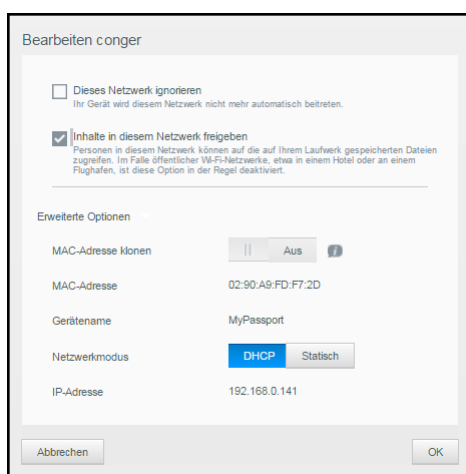 Bearbeiten conger
Dieses Netzwerk ignorieren
Ihr Gerät wird diesem Netzwerk nicht mehr automatisch beitreten.
Inhalte in diesem Netzwerk freigeben
Personen in diesem Netzwerk können auf die auf Ihrem Laufwerk gespeicherten Dateien
zugreifen. Im Falle öffentlicher Wi-Fi-Netzwerke, etwa in einem Hotel oder an einem
Flughafen, ist diese Option in der Regel deaktiviert.
Erweiterte Optionen
MAC-Adresse klonen Aus i
MAC-Adresse 02:90:A9:FD:F7:2D
Gerätename MyPassport
Netzwerkmodus DHCP Statisch
IP-Adresse 192.168.0.141
Abbrechen OK